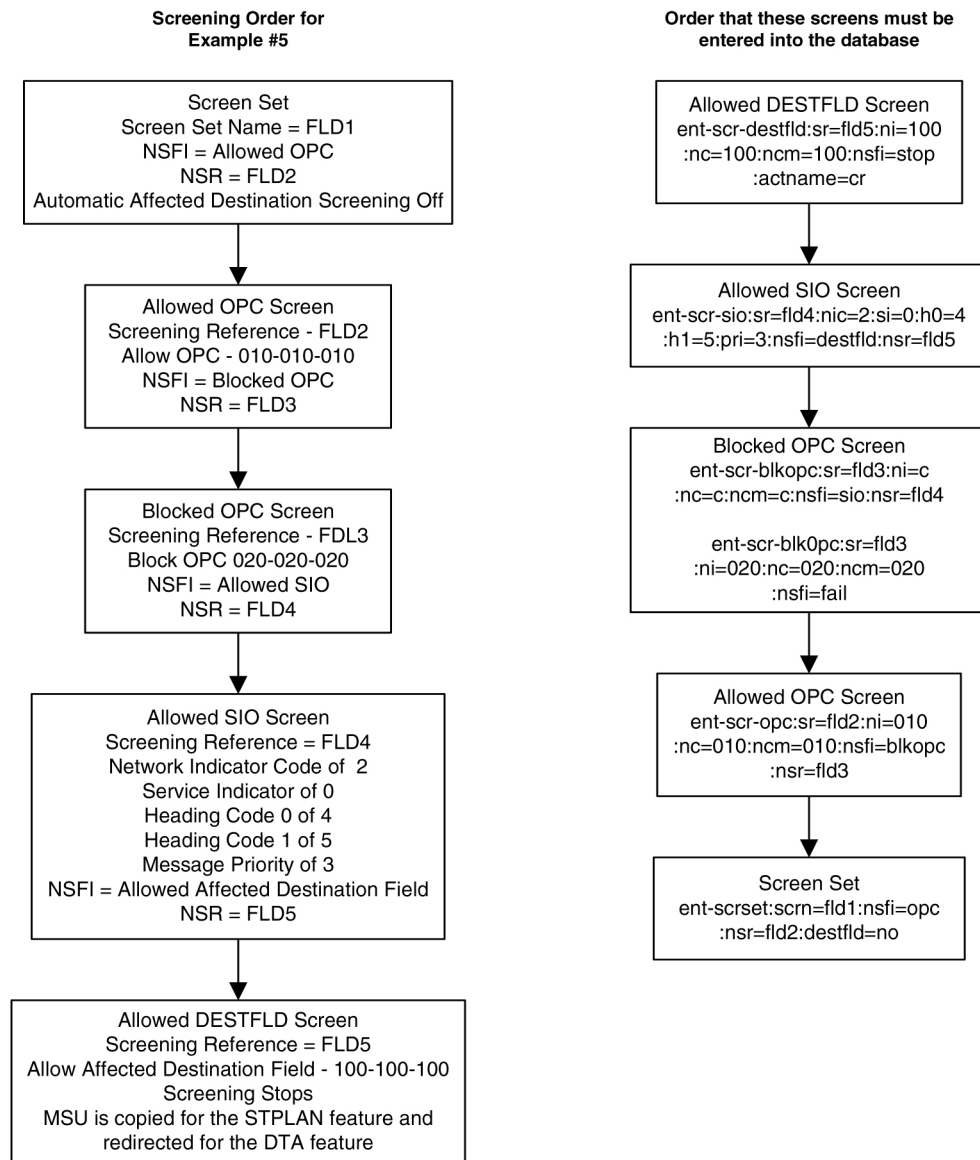 Screening Order for
Example #5
Screen Set
Screen Set Name = FLD1
NSFI = Allowed OPC
NSR = FLD2
Automatic Affected Destination Screening Off
Allowed OPC Screen
Screening Reference - FLD2
Allow OPC - 010-010-010
NSFI = Blocked OPC
NSR = FLD3
Blocked OPC Screen
Screening Reference - FDL3
Block OPC 020-020-020
NSFI = Allowed SIO
NSR = FLD4
Allowed SIO Screen
Screening Reference = FLD4
Network Indicator Code of 2
Service Indicator of 0
Heading Code 0 of 4
Heading Code 1 of 5
Message Priority of 3
NSFI = Allowed Affected Destination Field
NSR = FLD5
Allowed DESTFLD Screen
Screening Reference = FLD5
Allow Affected Destination Field - 100-100-100
Screening Stops
MSU is copied for the STPLAN feature and
redirected for the DTA feature
Order that these screens must be
entered into the database
Allowed DESTFLD Screen
ent-scr-destfld:sr=fld5:ni=100
:nc=100:ncm=100:nsfi=stop
:actname=cr
Allowed SIO Screen
ent-scr-sio:sr=fld4:nic=2:si=0:h0=4
:h1=5:pri=3:nsfi=destfld:nsr=fld5
Blocked OPC Screen
ent-scr-blkopc:sr=fld3:ni=c
:nc=c:ncm=c:nsfi=sio:nsr=fld4
ent-scr-blk0pc:sr=fld3
:ni=020:nc=020:ncm=020
:nsfi=fail
Allowed OPC Screen
ent-scr-opc:sr=fld2:ni=010
:nc=010:ncm=010:nsfi=blkopc
:nsr=fld3
Screen Set
ent-scrset:scrn=fld1:nsfi=opc
:nsr=fld2:destfld=no